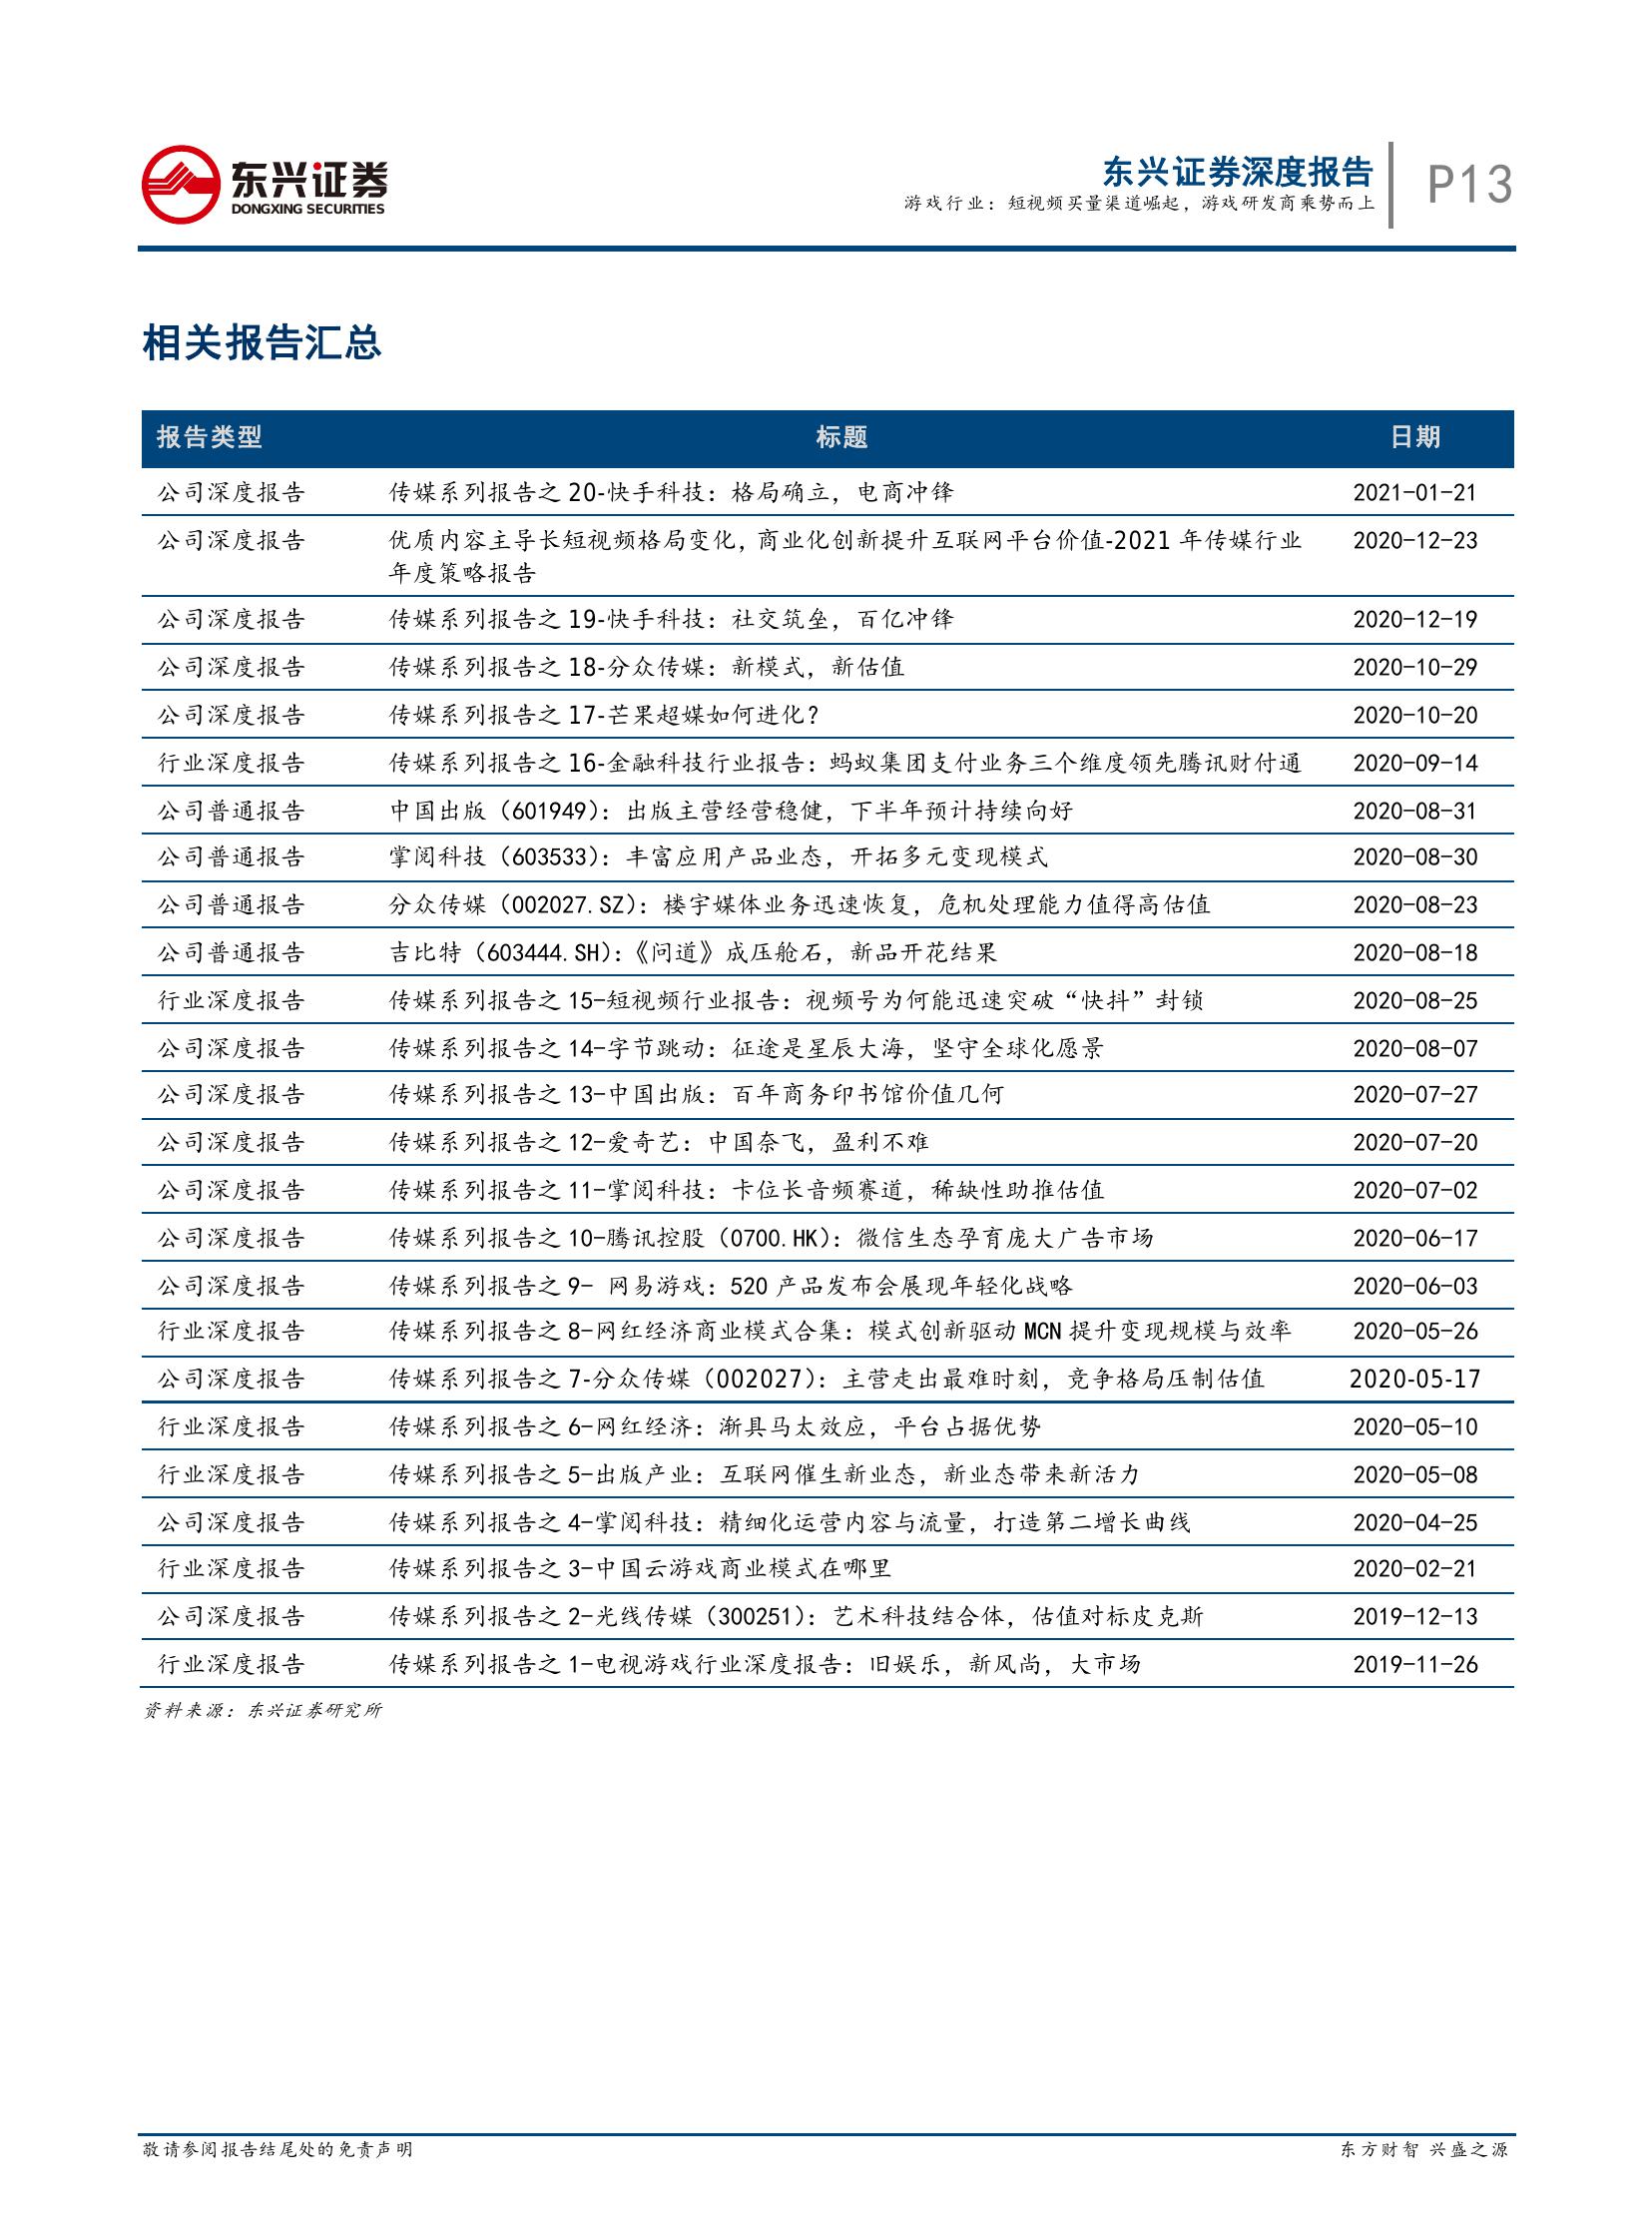 东兴证券
DONGXING SECURITIES
东兴证券深度报告
游戏行业：短视频买量渠道崛起，游戏研发商乘势而上
P13
相关报告汇总
报告类型 标题 日期
公司深度报告 传媒系列报告之 20-快手科技：格局确立，电商冲锋 2021-01-21
公司深度报告 优质内容主导长短视频格局变化，商业化创新提升互联网平台价值-2021 年传媒行业 2020-12-23
年度策略报告
公司深度报告 传媒系列报告之 19-快手科技：社交筑垒，百亿冲锋 2020-12-19
公司深度报告 传媒系列报告之 18-分众传媒：新模式，新估值 2020-10-29
公司深度报告 传媒系列报告之 17-芒果超媒如何进化？ 2020-10-20
行业深度报告 传媒系列报告之 16-金融科技行业报告：蚂蚁集团支付业务三个维度领先腾讯财付通 2020-09-14
公司普通报告 中国出版（601949）：出版主营经营稳健，下半年预计持续向好 2020-08-31
公司普通报告 掌阅科技（603533）：丰富应用产品业态，开拓多元变现模式 2020-08-30
公司普通报告 分众传媒（002027.SZ）：楼宇媒体业务迅速恢复，危机处理能力值得高估值 2020-08-23
公司普通报告 吉比特（603444.SH）：《问道》成压舱石，新品开花结果 2020-08-18
行业深度报告 传媒系列报告之 15-短视频行业报告：视频号为何能迅速突破“快抖”封锁 2020-08-25
公司深度报告 传媒系列报告之 14-字节跳动：征途是星辰大海，坚守全球化愿景 2020-08-07
公司深度报告 传媒系列报告之 13-中国出版：百年商务印书馆价值几何 2020-07-27
公司深度报告 传媒系列报告之 12-爱奇艺：中国奈飞，盈利不难 2020-07-20
公司深度报告 传媒系列报告之 11-掌阅科技：卡位长音频赛道，稀缺性助推估值 2020-07-02
公司深度报告 传媒系列报告之 10-腾讯控股（0700.HK）：微信生态孕育庞大广告市场 2020-06-17
公司深度报告 传媒系列报告之 9- 网易游戏：520 产品发布会展现年轻化战略 2020-06-03
行业深度报告 传媒系列报告之 8-网红经济商业模式合集：模式创新驱动 MCN 提升变现规模与效率 2020-05-26
公司深度报告 传媒系列报告之 7-分众传媒（002027）：主营走出最难时刻，竞争格局压制估值 2020-05-17
行业深度报告 传媒系列报告之 6-网红经济：渐具马太效应，平台占据优势 2020-05-10
行业深度报告 传媒系列报告之 5-出版产业：互联网催生新业态，新业态带来新活力 2020-05-08
公司深度报告 传媒系列报告之 4-掌阅科技：精细化运营内容与流量，打造第二增长曲线 2020-04-25
行业深度报告 传媒系列报告之 3-中国云游戏商业模式在哪里 2020-02-21
公司深度报告 传媒系列报告之 2-光线传媒（300251）：艺术科技结合体，估值对标皮克斯 2019-12-13
行业深度报告 传媒系列报告之 1-电视游戏行业深度报告：旧娱乐，新风尚，大市场 2019-11-26
资料来源：东兴证券研究所
敬请参阅报告结尾处的免责声明
东方财智 兴盛之源